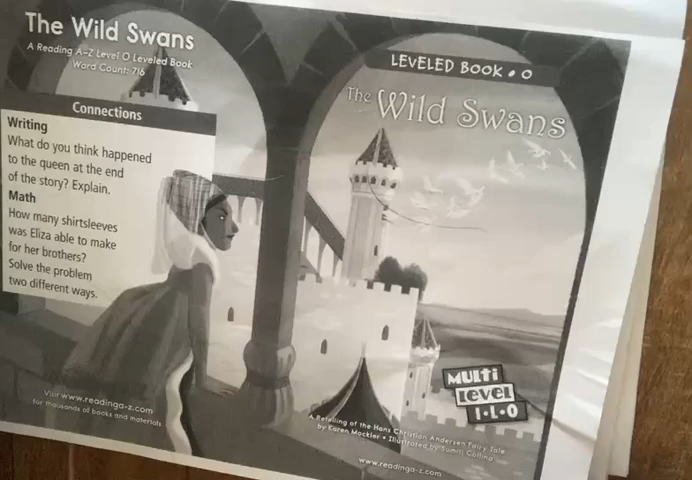 The Wild Swans
A Reading A–Z Level O Leveled Book
Word Count: 716
Connections
Writing
What do you think happened
to the queen at the end
of the story? Explain.
Math
How many shirtsleeves
was Eliza able to make
for her brothers?
Solve the problem
two different ways.
Visit www.readinga-z.com
for thousands of books and materials.
LEVELED BOOK • O
The Wild Swans
MULTi
level
I•L•O
A Retelling of the Hans Christian Andersen Fairy Tale
by Karen Mockler • Illustrated by Sumiti Collina
www.readinga-z.com